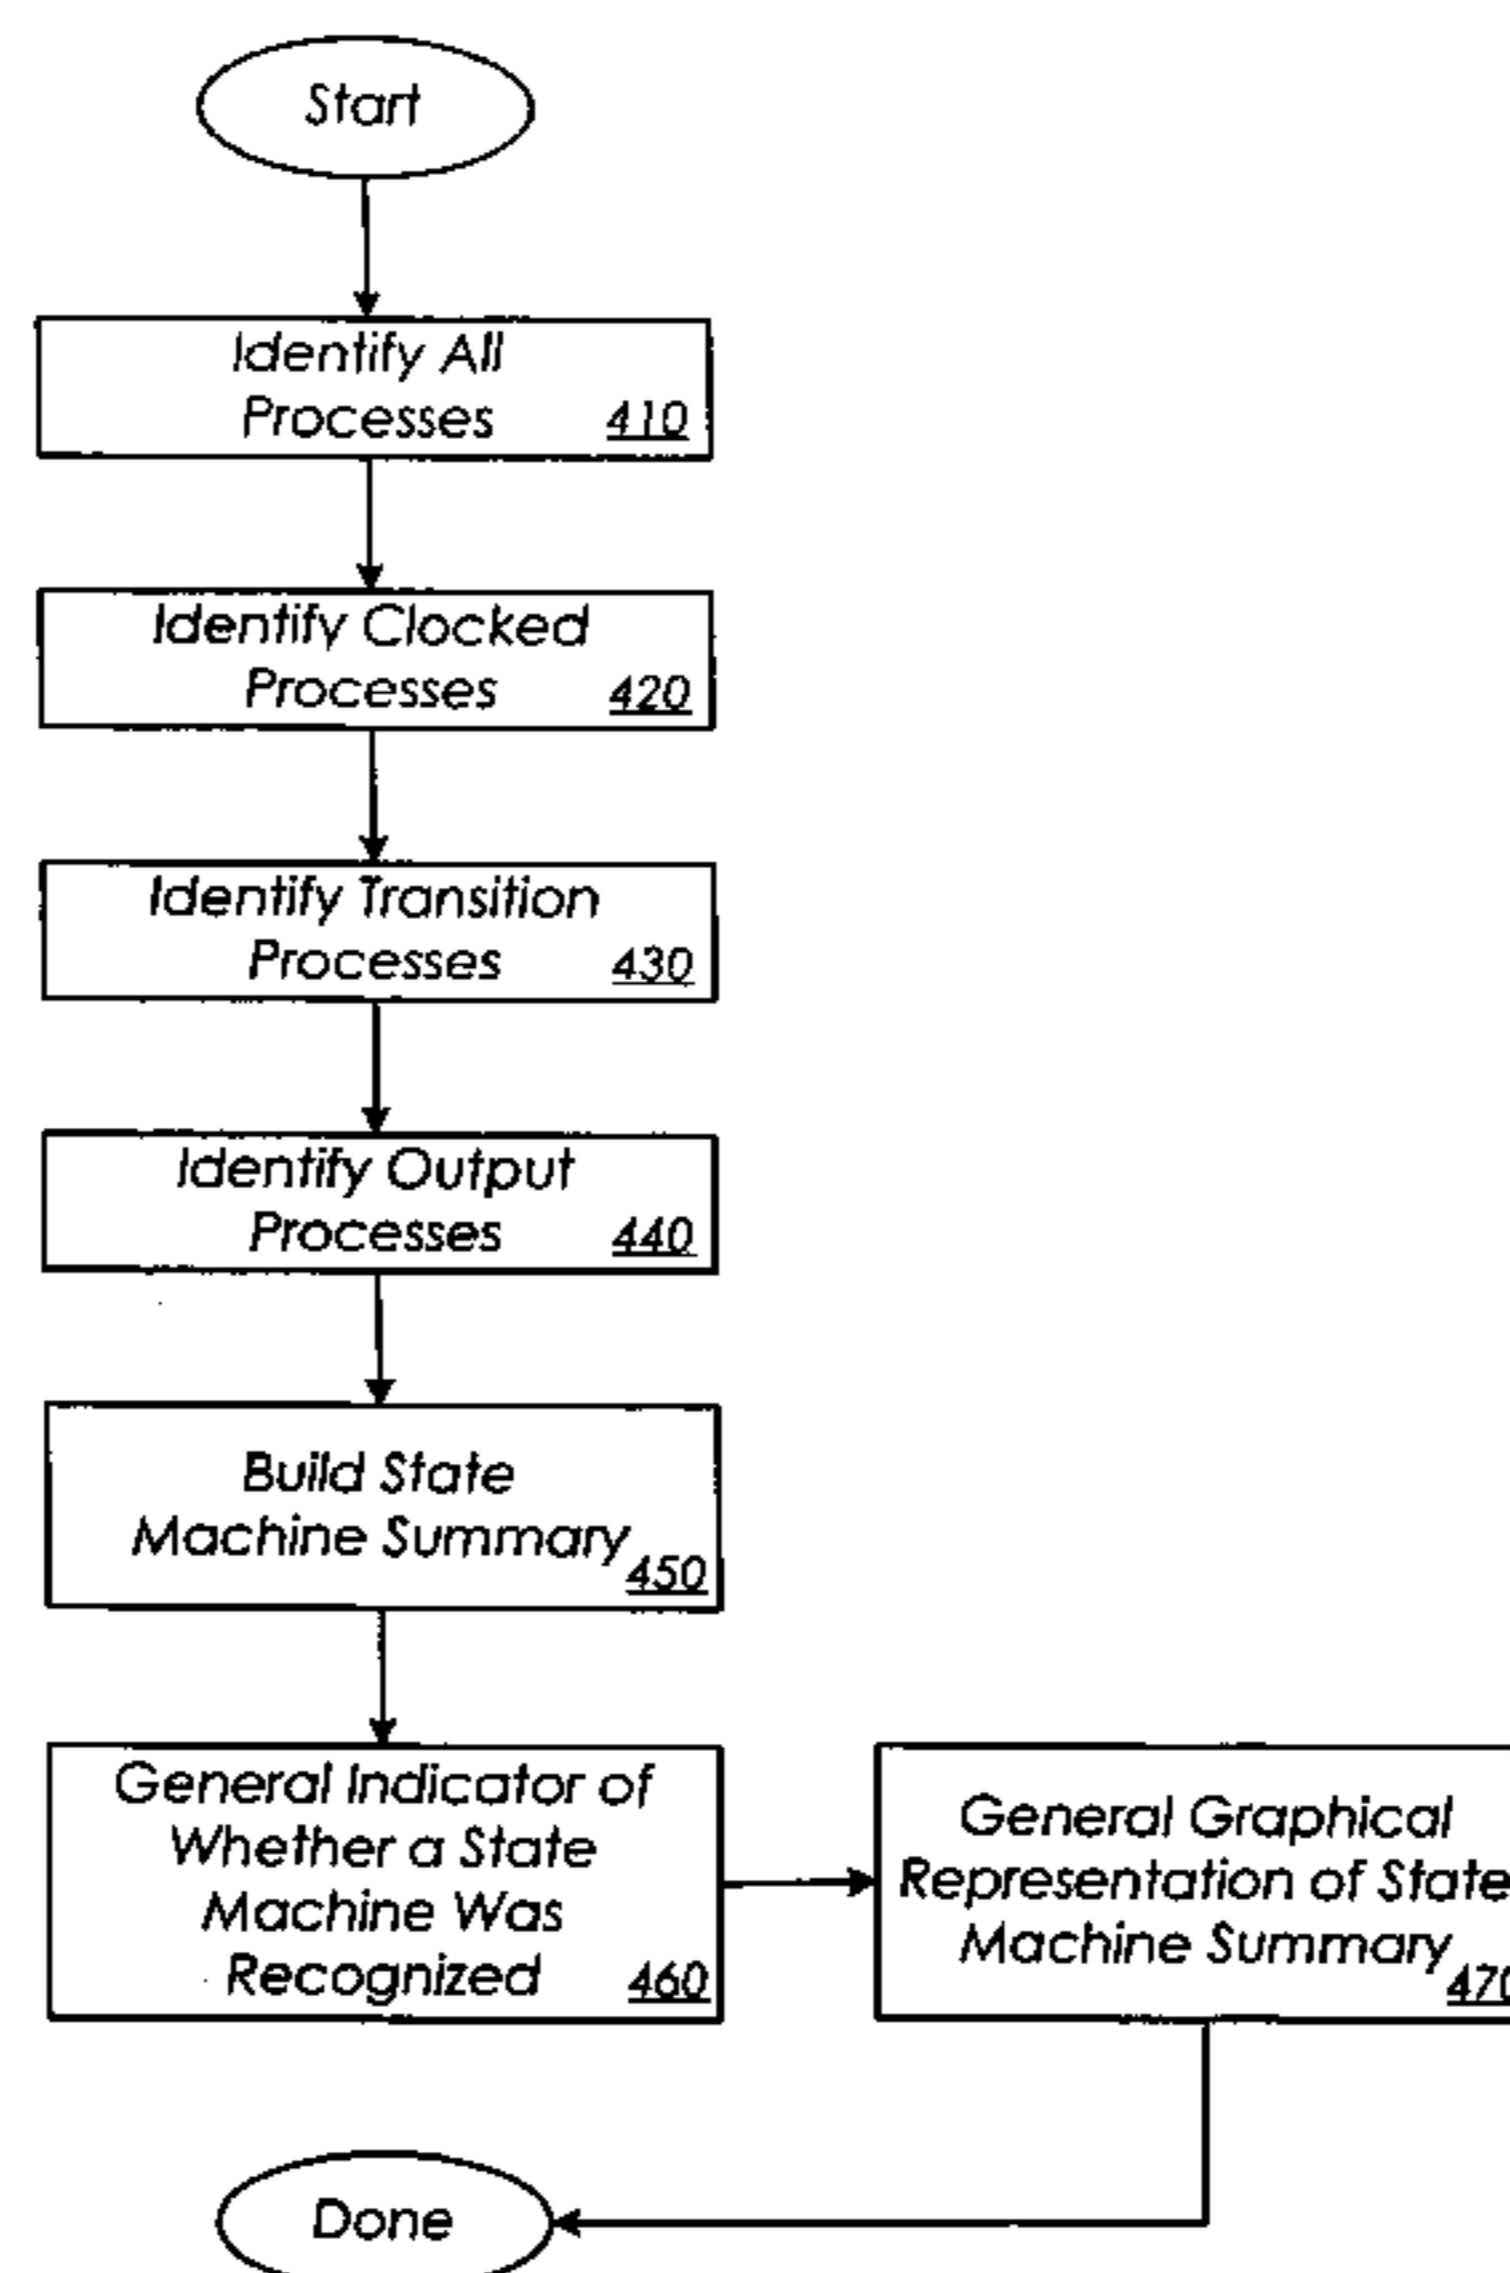 Start
Identify All
Processes 410
Identify Clocked
Processes 420
Identify Transition
Processes 430
Identify Output
Processes 440
Build State
Machine Summary
450
General Indicator of
Whether a State
Machine Was
Recognized 460
General Graphical
Representation of State
Machine Summary
470
Done